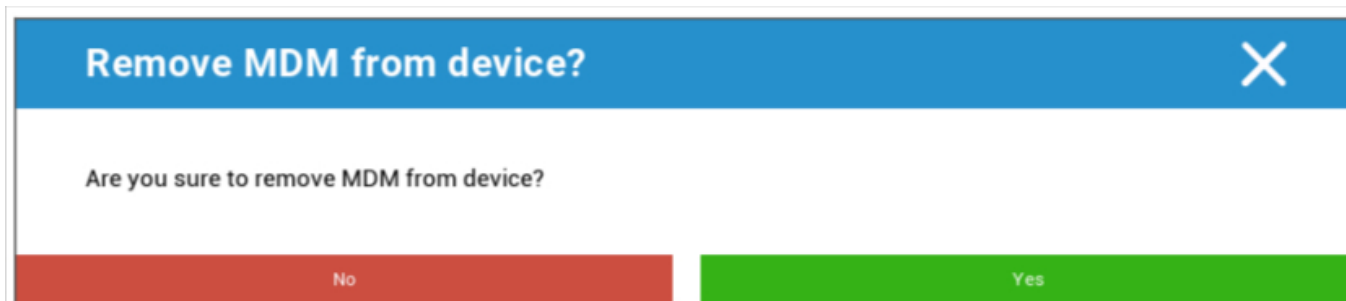 Remove MDM from device?
Are you sure to remove MDM from device?
No
Yes